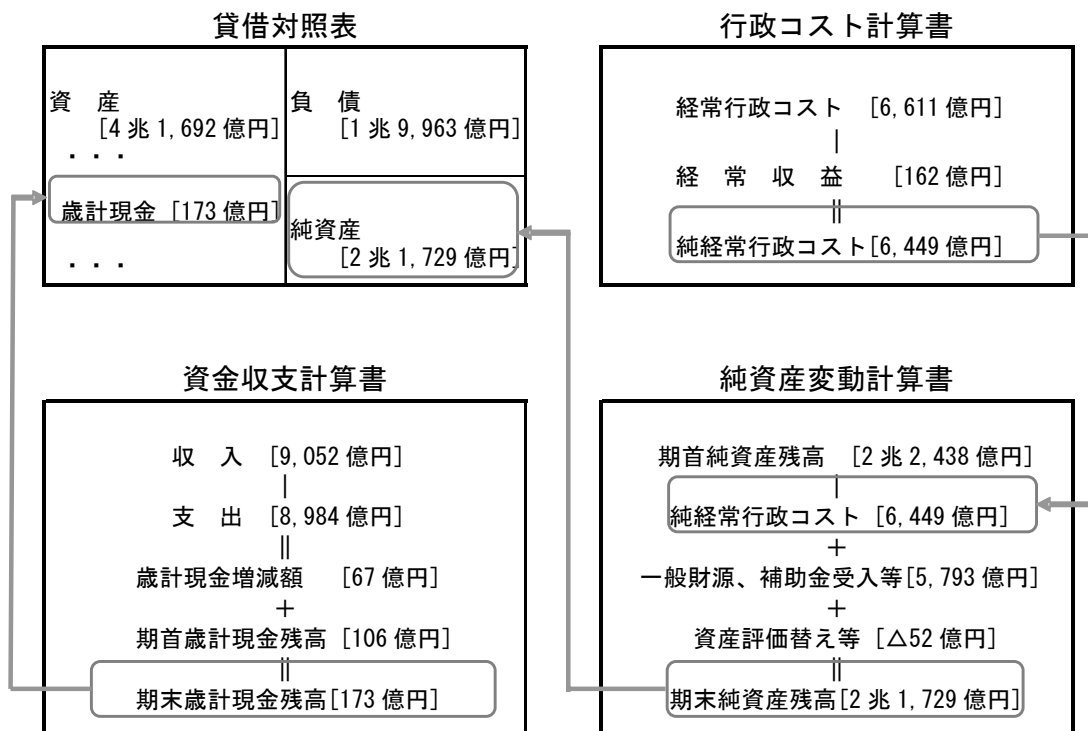 貸借対照表
資　産
[4 兆 1,692 億円]
・・・
歳計現金 [173 億円]
・・・
負　債
[1 兆 9,963 億円]
純資産
[2 兆 1,729 億円]
行政コスト計算書
経常行政コスト　[6,611 億円]
｜
経　常　収　益　　[162 億円]
||
純経常行政コスト[6,449 億円]
資金収支計算書
収　入　[9,052 億円]
｜
支　出　[8,984 億円]
||
歳計現金増減額　[67 億円]
＋
期首歳計現金残高 [106 億円]
||
期末歳計現金残高[173 億円]
純資産変動計算書
期首純資産残高　[2 兆 2,438 億円]
｜
純経常行政コスト [6,449 億円]
＋
一般財源、補助金受入等[5,793 億円]
＋
資産評価替え等 [△52 億円]
||
期末純資産残高[2 兆 1,729 億円]